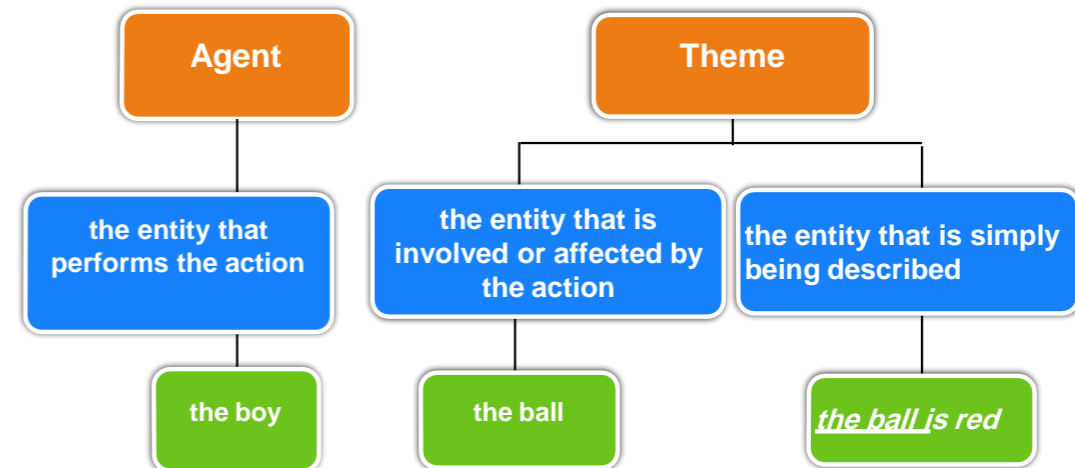 Agent
Theme
the entity that
performs the action
the entity that is
involved or affected by
the action
the entity that is simply
being described
the boy
the ball
the ball is red